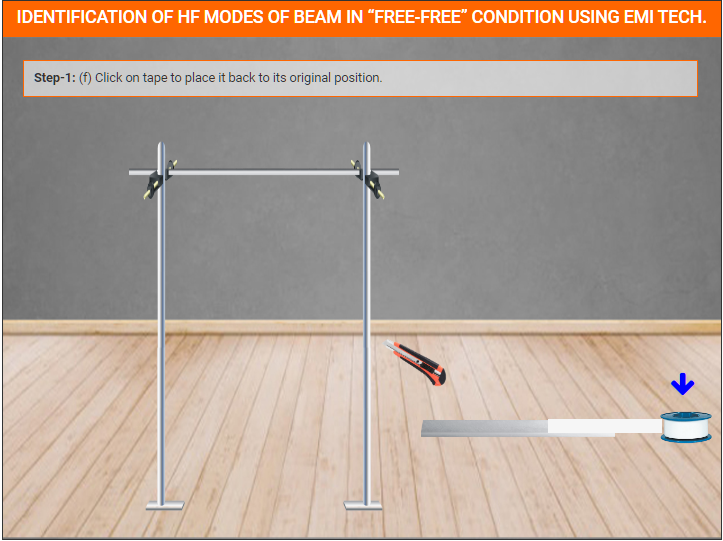 IDENTIFICATION OF HF MODES OF BEAM IN “FREE-FREE” CONDITION USING EMI TECH.
Step-1: (f) Click on tape to place it back to its original position.